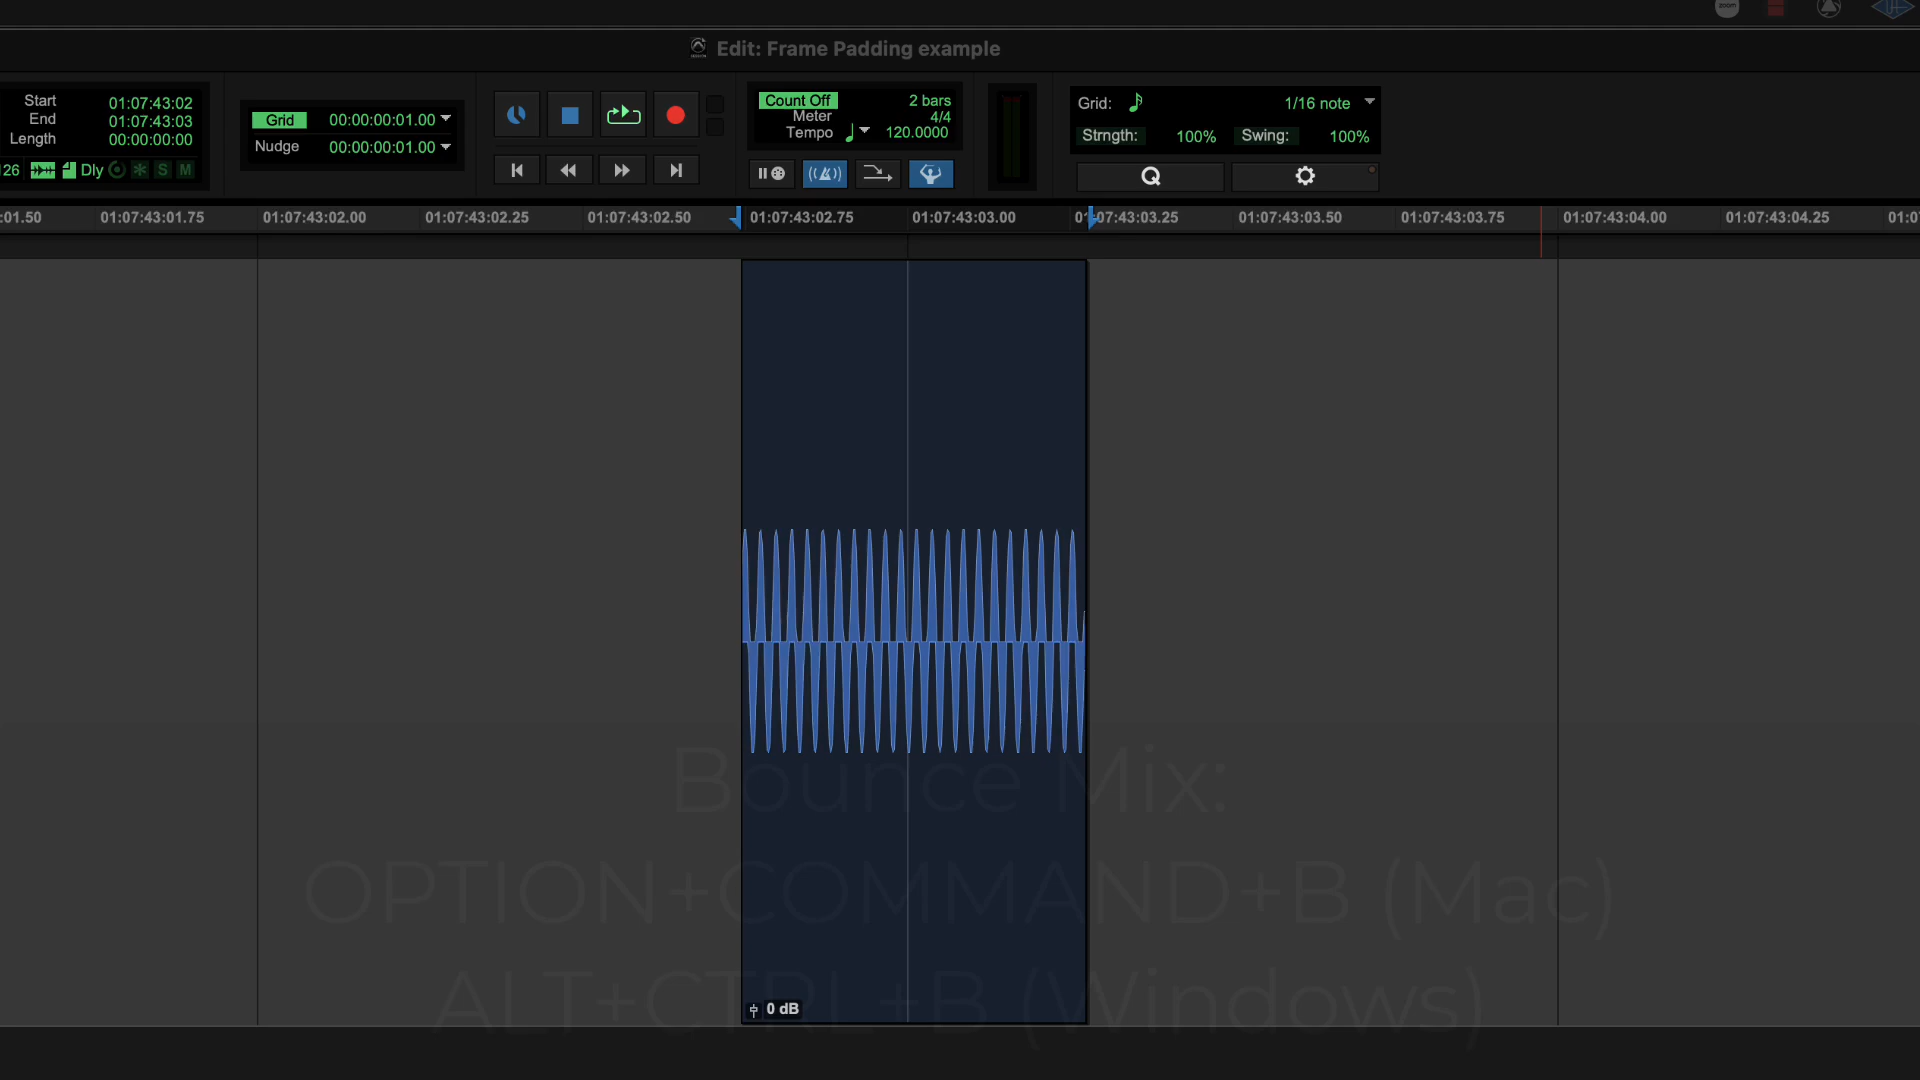 zoom
Edit: Frame Padding example
Start 01:07:43:02
End 01:07:43:03
Length 00:00:00:00
126 Dly * S M
Grid 00:00:00:01.00
Nudge 00:00:00:01.00
Count Off 2 bars
Meter 4/4
Tempo 120.0000
Grid: 1/16 note
Strngth: 100% Swing: 100%
Q
:01.50 01:07:43:01.75 01:07:43:02.00 01:07:43:02.25 01:07:43:02.50 01:07:43:02.75 01:07:43:03.00 01:07:43:03.25 01:07:43:03.50 01:07:43:03.75 01:07:43:04.00 01:07:43:04.25 01:0
Bounce Mix:
OPTION+COMMAND+B (Mac)
ALT+CTRL+B (Windows)
0 dB